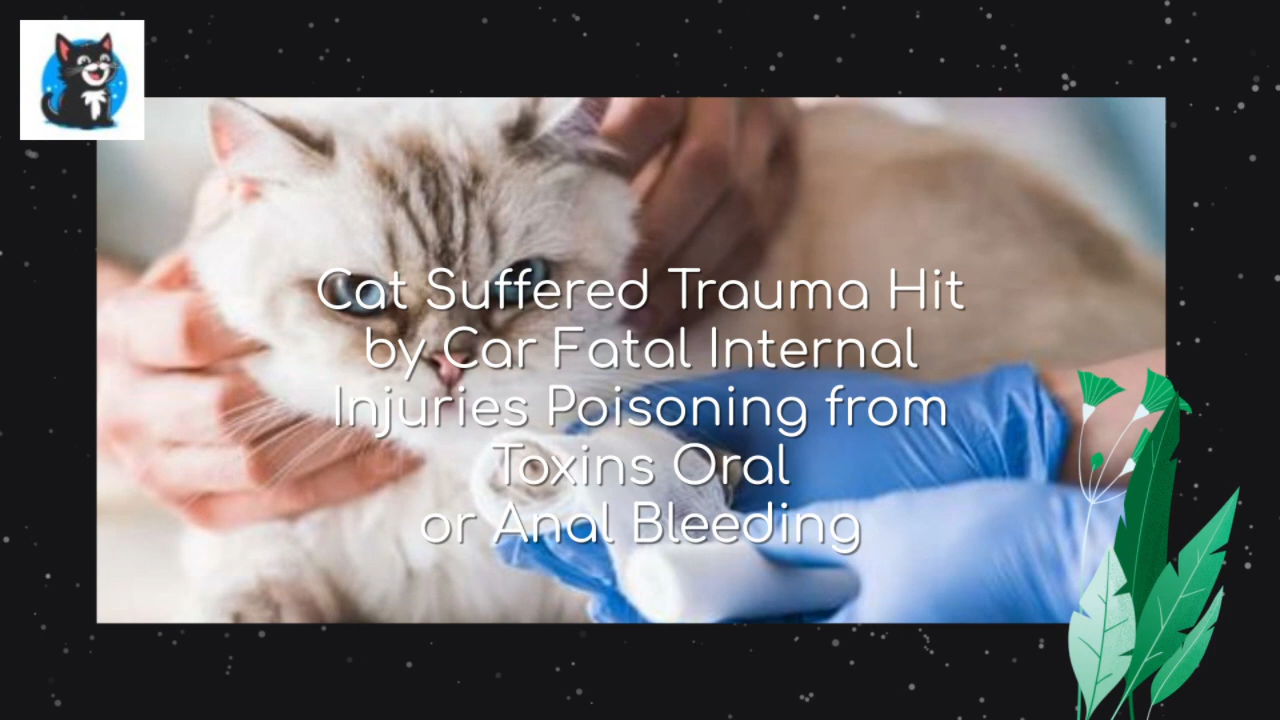 Cat Suffered Trauma Hit
by Car Fatal Internal
Injuries Poisoning from
Toxins Oral
or Anal Bleeding